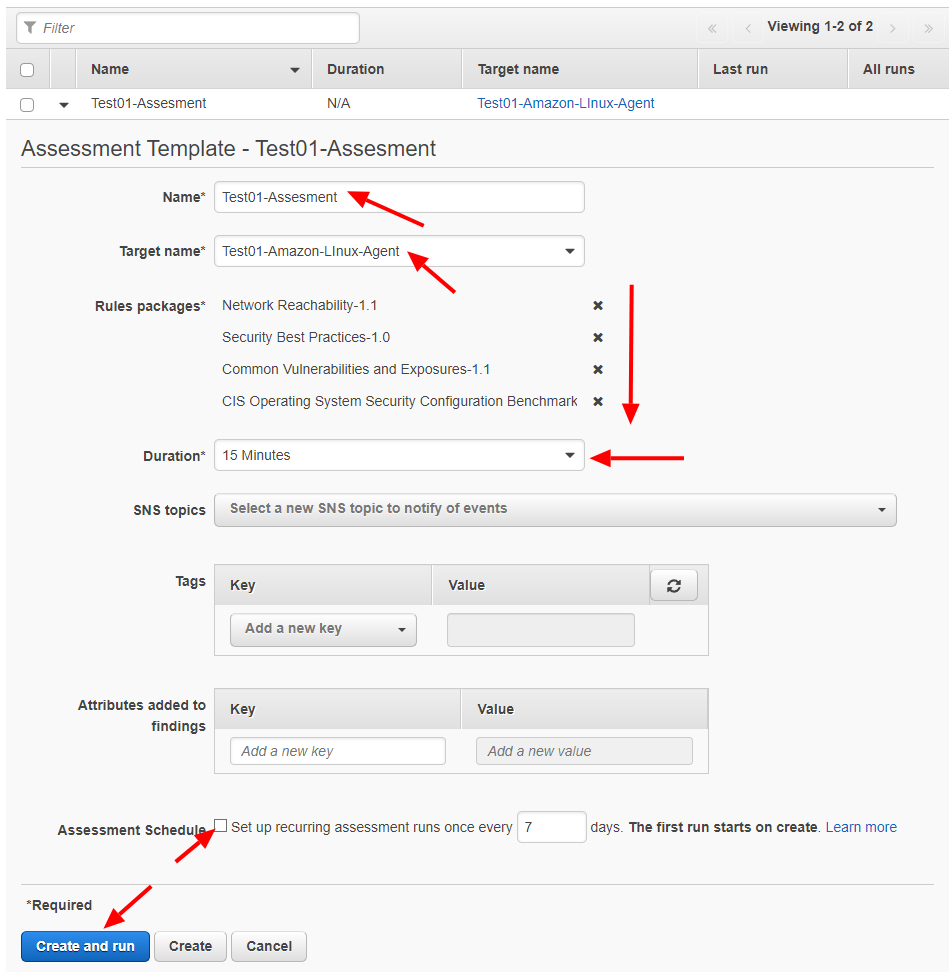 Filter
« ‹ Viewing 1-2 of 2 › »
Name Duration Target name Last run All runs
Test01-Assesment N/A Test01-Amazon-LInux-Agent
Assessment Template - Test01-Assesment
Name* Test01-Assesment
Target name* Test01-Amazon-LInux-Agent
Rules packages* Network Reachability-1.1
Security Best Practices-1.0
Common Vulnerabilities and Exposures-1.1
CIS Operating System Security Configuration Benchmark
Duration* 15 Minutes
SNS topics Select a new SNS topic to notify of events
Tags Key Value
Add a new key
Attributes added to findings Key Value
Add a new key Add a new value
Assessment Schedule Set up recurring assessment runs once every 7 days. The first run starts on create. Learn more
*Required
Create and run Create Cancel